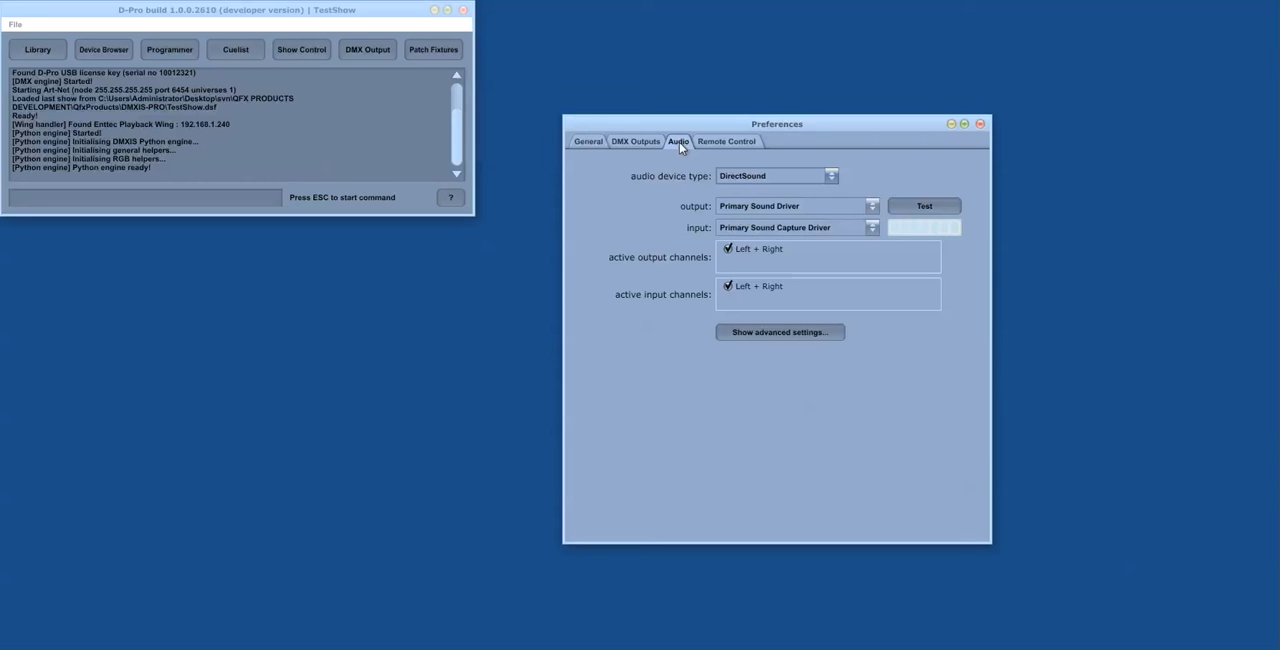 D-Pro build 1.0.0.2610 (developer version) | TestShow
File
Library Device Browser Programmer Cuelist Show Control DMX Output Patch Fixtures
Found D-Pro USB license key (serial no 10012321)
[DMX engine] Started!
Starting Art-Net (node 255.255.255.255 port 6454 universes 1)
Loaded last show from C:\Users\Administrator\Desktop\svn\QFX PRODUCTS
DEVELOPMENT\QfxProducts\DMXIS-PRO\TestShow.dsf
Ready!
[Wing handler] Found Enttec Playback Wing : 192.168.1.240
[Python engine] Started!
[Python engine] Initialising DMXIS Python engine...
[Python engine] Initialising general helpers...
[Python engine] Initialising RGB helpers...
[Python engine] Python engine ready!
Press ESC to start command ?
Preferences
General DMX Outputs Audio Remote Control
audio device type: DirectSound
output: Primary Sound Driver Test
input: Primary Sound Capture Driver
active output channels: Left + Right
active input channels: Left + Right
Show advanced settings...